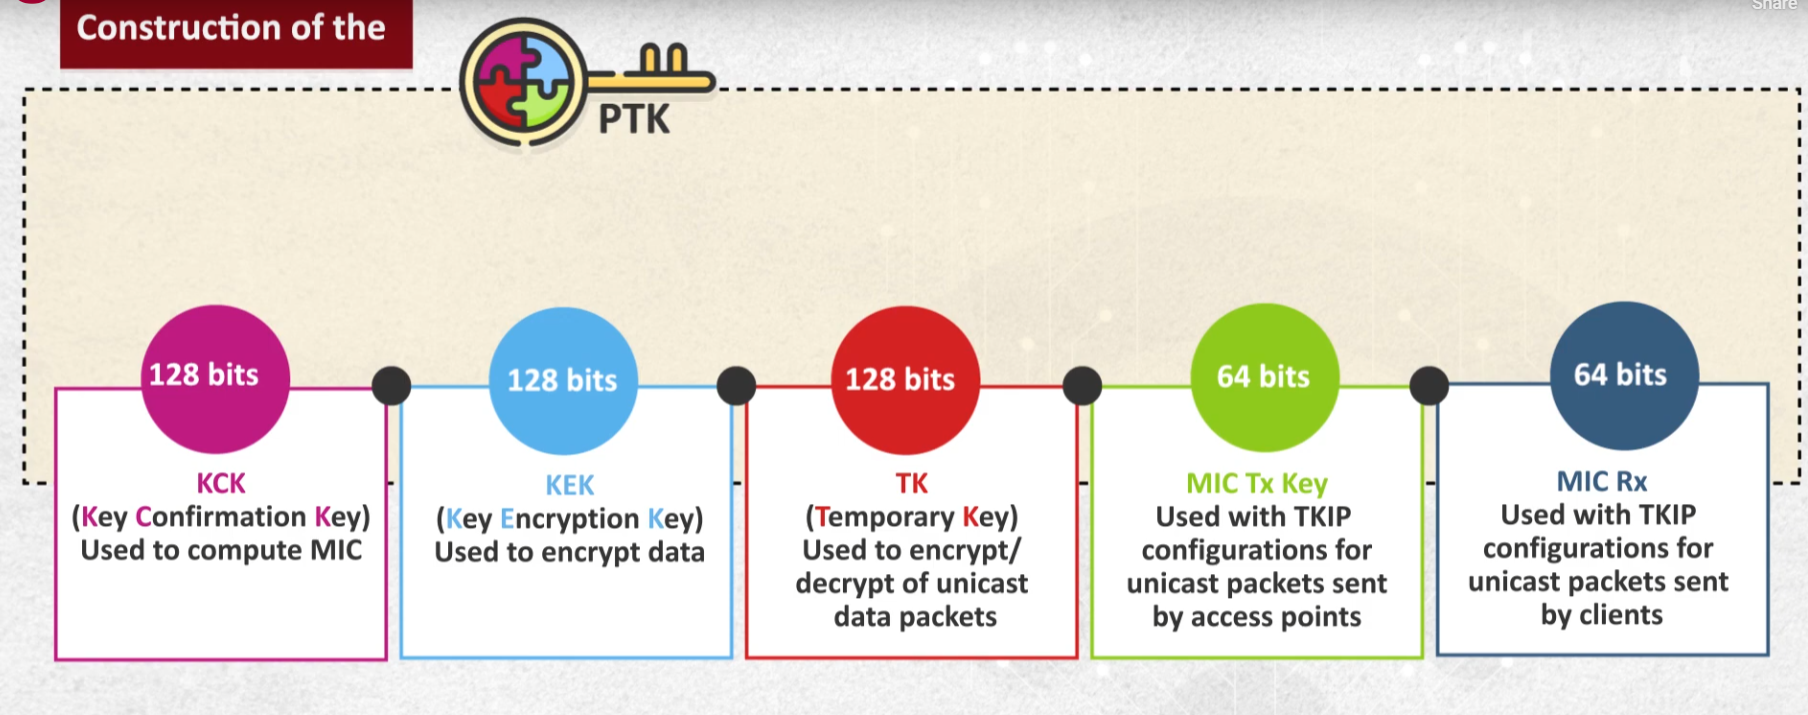 Share
Construction of the
PTK
128 bits
KCK
(Key Confirmation Key)
Used to compute MIC
128 bits
KEK
(Key Encryption Key)
Used to encrypt data
128 bits
TK
(Temporary Key)
Used to encrypt/
decrypt of unicast
data packets
64 bits
MIC Tx Key
Used with TKIP
configurations for
unicast packets sent
by access points
64 bits
MIC Rx
Used with TKIP
configurations for
unicast packets sent
by clients